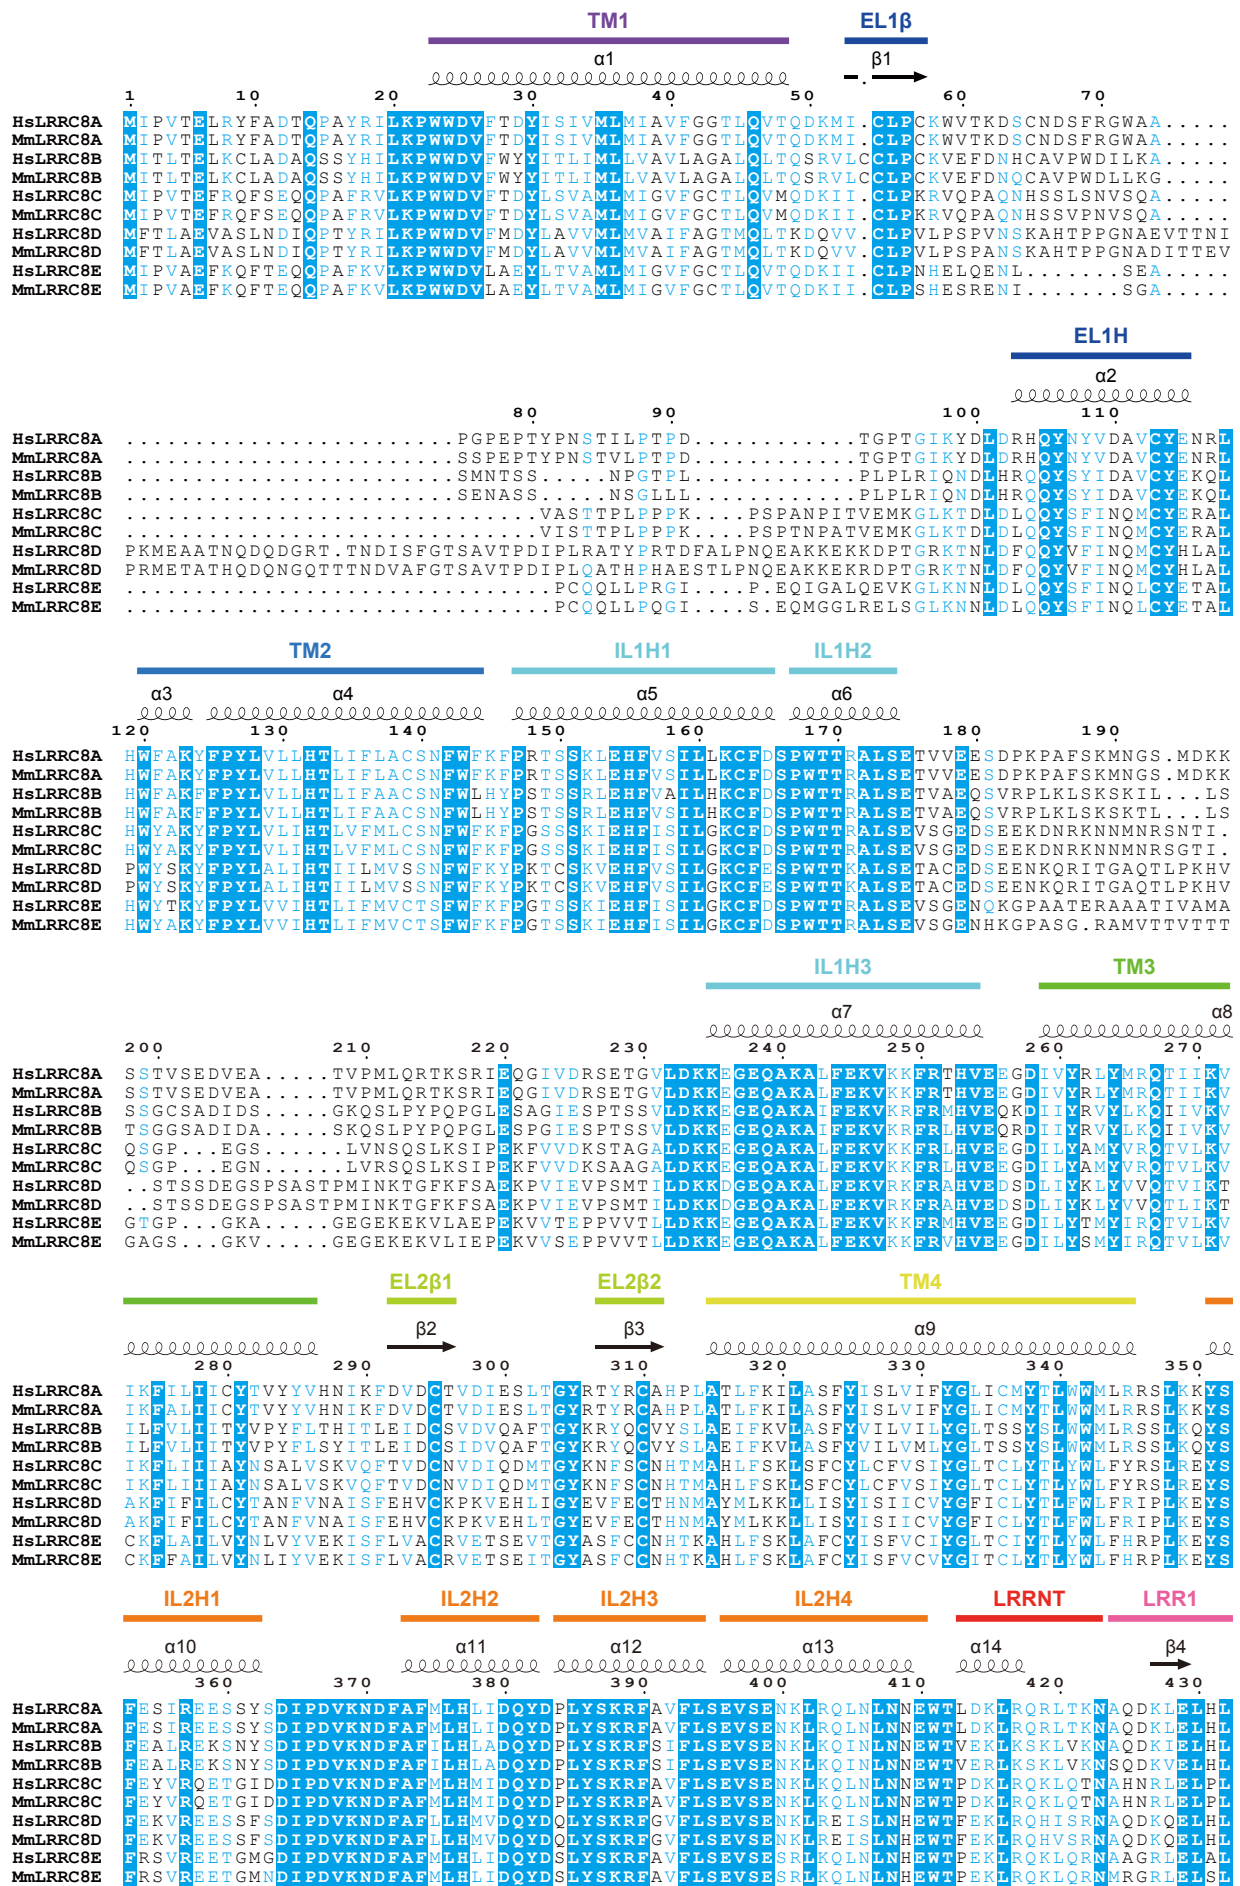 TM1 EL1β
α1 β1
1 10 20 30 40 50 60 70
HsLRRC8A MIPVTELRYFADTQPAYRILKPWWDVFTDYISIVMLMIAVFGGTLQVTQDKMI.CLPCKWVTKDSCNDSFRGWAA.....
MmLRRC8A MIPVTELRYFADTQPAYRILKPWWDVFTDYISIVMLMIAVFGGTLQVTQDKMI.CLPCKWVTKDSCNDSFRGWAA.....
HsLRRC8B MITLTELKCLADAQSSYHILKPWWDVFWYYITLIMLLVAVLAGALQLTQSRVLCCLPCKVEFDNHCAVPWDILKA.....
MmLRRC8B MITLTELKCLADAQSSYHILKPWWDVFWYYITLIMLLVAVLAGALQLTQSRVLCCLPCKVEFDNQCAVPWDLLKG.....
HsLRRC8C MIPVTEFRQFSEQQPAFRVLKPWWDVFTDYLSVAMLMIGVFGCTLQVMQDKII.CLPKRVQPAQNHSSLSNVSQA.....
MmLRRC8C MIPVTEFRQFSEQQPAFRVLKPWWDVFTDYLSVAMLMIGVFGCTLQVMQDKII.CLPKRVQPAQNHSSVPNVSQA.....
HsLRRC8D MFTLAEVASLNDIQPTYRILKPWWDVFMDYLAVVMLMVAIFAGTMQLTKDQVV.CLPVLPSPVNSKAHTPPGNAEVTTNI
MmLRRC8D MFTLAEVASLNDIQPTYRILKPWWDVFMDYLAVVMLMVAIFAGTMQLTKDQVV.CLPVLPSPANSKAHTPPGNADITTEV
HsLRRC8E MIPVAEFKQFTEQQPAFKVLKPWWDVLAEYLTVAMLMIGVFGCTLQVTQDKII.CLPNHELQENL.......SEA.....
MmLRRC8E MIPVAEFKQFTEQQPAFKVLKPWWDVLAEYLTVAMLMIGVFGCTLQVTQDKII.CLPSHESRENI.......SGA.....
EL1H
α2
80 90 100 110
HsLRRC8A ........................PGPEPTYPNSTILPTPD............TGPTGIKYDLDRHQYNYVDAVCYENRL
MmLRRC8A ........................SSPEPTYPNSTVLPTPD............TGPTGIKYDLDRHQYNYVDAVCYENRL
HsLRRC8B ........................SMNTSS.....NPGTPL............PLPLRIQNDLHRQQYSYIDAVCYEKQL
MmLRRC8B ........................SENASS.....NSGLLL............PLPLRIQNDLHRQQYSYIDAVCYEKQL
HsLRRC8C ..............................VASTTPLPPPK....PSPANPITVEMKGLKTDLDLQQYSFINQMCYERAL
MmLRRC8C ..............................VISTTPLPPPK....PSPTNPATVEMKGLKTDLDLQQYSFINQMCYERAL
HsLRRC8D PKMEAATNQDQDGRT.TNDISFGTSAVTPDIPLRATYPRTDFALPNQEAKKEKKDPTGRKTNLDFQQYVFINQMCYHLAL
MmLRRC8D PRMETATHQDQNGQTTTNDVAFGTSAVTPDIPLQATHPHAESTLPNQEAKKEKRDPTGRKTNLDFQQYVFINQMCYHLAL
HsLRRC8E ...............................PCQQLLPRGI....P.EQIGALQEVKGLKNNLDLQQYSFINQLCYETAL
MmLRRC8E ...............................PCQQLLPQGI....S.EQMGGLRELSGLKNNLDLQQYSFINQLCYETAL
TM2 IL1H1 IL1H2
α3 α4 α5 α6
120 130 140 150 160 170 180 190
HsLRRC8A HWFAKYFPYLVLLHTLIFLACSNFWFKFPRTSSKLEHFVSILLKCFDSPWTTRALSETVVEESDPKPAFSKMNGS.MDKK
MmLRRC8A HWFAKYFPYLVLLHTLIFLACSNFWFKFPRTSSKLEHFVSILLKCFDSPWTTRALSETVVEESDPKPAFSKMNGS.MDKK
HsLRRC8B HWFAKFFPYLVLLHTLIFAACSNFWLHYPSTSSRLEHFVAILHKCFDSPWTTRALSETVAEQSVRPLKLSKSKIL...LS
MmLRRC8B HWFAKFFPYLVLLHTLIFAACSNFWLHYPSTSSRLEHFVSILHKCFDSPWTTRALSETVAEQSVRPLKLSKSKTL...LS
HsLRRC8C HWYAKYFPYLVLIHTLVFMLCSNFWFKFPGSSSKIEHFISILGKCFDSPWTTRALSEVSGEDSEEKDNRKNNMNRSNTI.
MmLRRC8C HWYAKYFPYLVLIHTLVFMLCSNFWFKFPGSSSKIEHFISILGKCFDSPWTTRALSEVSGEDSEEKDNRKNNMNRSGTI.
HsLRRC8D PWYSKYFPYLALIHTIILMVSSNFWFKYPKTCSKVEHFVSILGKCFESPWTTKALSETACEDSEENKQRITGAQTLPKHV
MmLRRC8D PWYSKYFPYLALIHTIILMVSSNFWFKYPKTCSKVEHFVSILGKCFESPWTTKALSETACEDSEENKQRITGAQTLPKHV
HsLRRC8E HWYTKYFPYLVVIHTLIFMVCTSFWFKFPGTSSKIEHFISILGKCFDSPWTTRALSEVSGENQKGPAATERAAATIVAMA
MmLRRC8E HWYAKYFPYLVVIHTLIFMVCTSFWFKFPGTSSKIEHFISILGKCFDSPWTTRALSEVSGENHKGPASG.RAMVTTVTTT
IL1H3 TM3
α7 α8
200 210 220 230 240 250 260 270
HsLRRC8A SSTVSEDVEA.....TVPMLQRTKSRIEQGIVDRSETGVLDKKEGEQAKALFEKVKKFRTHVEEGDIVYRLYMRQTIIKV
MmLRRC8A SSTVSEDVEA.....TVPMLQRTKSRIEQGIVDRSETGVLDKKEGEQAKALFEKVKKFRTHVEEGDIVYRLYMRQTIIKV
HsLRRC8B SSGCSADIDS.....GKQSLPYPQPGLESAGIESPTSSVLDKKEGEQAKAIFEKVKRFRMHVEQKDIIYRVYLKQIIVKV
MmLRRC8B TSGGSADIDA.....SKQSLPYPQPGLESPGIESPTSSVLDKKEGEQAKAIFEKVKRFRLHVEQRDIIYRVYLKQIIVKV
HsLRRC8C QSGP...EGS......LVNSQSLKSIPEKFVVDKSTAGALDKKEGEQAKALFEKVKKFRLHVEEGDILYAMYVRQTVLKV
MmLRRC8C QSGP...EGN......LVRSQSLKSIPEKFVVDKSAAGALDKKEGEQAKALFEKVKKFRLHVEEGDILYAMYVRQTVLKV
HsLRRC8D ..STSSDEGSPSASTPMINKTGFKFSAEKPVIEVPSMTILDKKDGEQAKALFEKVRKFRAHVEDSDLIYKLYVVQTVIKT
MmLRRC8D ..STSSDEGSPSASTPMINKTGFKFSAEKPVIEVPSMTILDKKDGEQAKALFEKVRKFRAHVEDSDLIYKLYVVQTLIKT
HsLRRC8E GTGP...GKA.....GEGEKEKVLAEPEKVVTEPPVVTLLDKKEGEQAKALFEKVKKFRMHVEEGDILYTMYIRQTVLKV
MmLRRC8E GAGS...GKV.....GEGEKEKVLIEPEKVVSEPPVVTLLDKKEGEQAKALFEKVKKFRVHVEEGDILYSMYIRQTVLKV
EL2β1 EL2β2 TM4
β2 β3 α9
280 290 300 310 320 330 340 350
HsLRRC8A IKFILIICYTVYYVHNIKFDVDCTVDIESLTGYRTYRCAHPLATLFKILASFYISLVIFYGLICMYTLWWMLRRSLKKYS
MmLRRC8A IKFALIICYTVYYVHNIKFDVDCTVDIESLTGYRTYRCAHPLATLFKILASFYISLVIFYGLICMYTLWWMLRRSLKKYS
HsLRRC8B ILFVLIITYVPYFLTHITLEIDCSVDVQAFTGYKRYQCVYSLAEIFKVLASFYVILVILYGLTSSYSLWWMLRSSLKQYS
MmLRRC8B ILFVLIITYVPYFLSYITLEIDCSIDVQAFTGYKRYQCVYSLAEIFKVLASFYVILVMLYGLTSSYSLWWMLRSSLKQYS
HsLRRC8C IKFLIIIAYNSALVSKVQFTVDCNVDIQDMTGYKNFSCNHTMAHLFSKLSFCYLCFVSIYGLTCLYTLYWLFYRSLREYS
MmLRRC8C IKFLIIIAYNSALVSKVQFTVDCNVDIQDMTGYKNFSCNHTMAHLFSKLSFCYLCFVSIYGLTCLYTLYWLFYRSLREYS
HsLRRC8D AKFIFILCYTANFVNAISFEHVCKPKVEHLIGYEVFECTHNMAYMLKKLLISYISIICVYGFICLYTLFWLFRIPLKEYS
MmLRRC8D AKFIFILCYTANFVNAISFEHVCKPKVEHLTGYEVFECTHNMAYMLKKLLISYISIICVYGFICLYTLFWLFRIPLKEYS
HsLRRC8E CKFLAILVYNLVYVEKISFLVACRVETSEVTGYASFCCNHTKAHLFSKLAFCYISFVCIYGLTCIYTLYWLFHRPLKEYS
MmLRRC8E CKFFAILVYNLIYVEKISFLVACRVETSEITGYASFCCNHTKAHLFSKLAFCYISFVCVYGITCLYTLYWLFHRPLKEYS
IL2H1 IL2H2 IL2H3 IL2H4 LRRNT LRR1
α10 α11 α12 α13 α14 β4
360 370 380 390 400 410 420 430
HsLRRC8A FESIREESSYSDIPDVKNDFAFMLHLIDQYDPLYSKRFAVFLSEVSENKLRQLNLNNEWTLDKLRQRLTKNAQDKLELHL
MmLRRC8A FESIREESSYSDIPDVKNDFAFMLHLIDQYDPLYSKRFAVFLSEVSENKLRQLNLNNEWTLDKLRQRLTKNAQDKLELHL
HsLRRC8B FEALREKSNYSDIPDVKNDFAFILHLADQYDPLYSKRFSIFLSEVSENKLKQINLNNEWTVEKLKSKLVKNAQDKIELHL
MmLRRC8B FEALREKSNYSDIPDVKNDFAFILHLADQYDPLYSKRFSIFLSEVSENKLKQINLNNEWTVERLKSKLVKNSQDKVELHL
HsLRRC8C FEYVRQETGIDDIPDVKNDFAFMLHMIDQYDPLYSKRFAVFLSEVSENKLKQLNLNNEWTPDKLRQKLQTNAHNRLELPL
MmLRRC8C FEYVRQETGIDDIPDVKNDFAFMLHMIDQYDPLYSKRFAVFLSEVSENKLKQLNLNNEWTPDKLRQKLQTNAHNRLELPL
HsLRRC8D FEKVREESSFSDIPDVKNDFAFLLHMVDQYDQLYSKRFGVFLSEVSENKLREISLNHEWTFEKLRQHISRNAQDKQELHL
MmLRRC8D FEKVREESSFSDIPDVKNDFAFLLHMVDQYDQLYSKRFGVFLSEVSENKLREISLNHEWTFEKLRQHVSRNAQDKQELHL
HsLRRC8E FRSVREETGMGDIPDVKNDFAFMLHLIDQYDSLYSKRFAVFLSEVSESRLKQLNLNHEWTPEKLRQKLQRNAAGRLELAL
MmLRRC8E FRSVREETGMNDIPDVKNDFAFMLHLIDQYDSLYSKRFAVFLSEVSESRLKQLNLNHEWTPEKLRQKLQRNMRGRLELSL